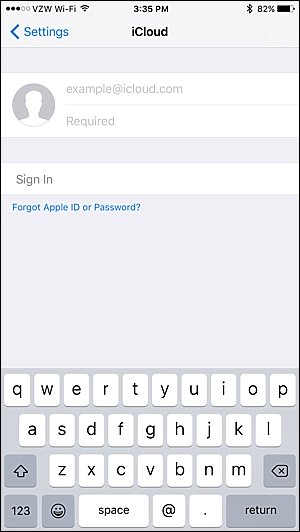 VZW Wi-Fi 3:35 PM 82%
Settings iCloud
example@icloud.com
Required
Sign In
Forgot Apple ID or Password?
q w e r t y u i o p
a s d f g h j k l
z x c v b n m
123 space @ . return